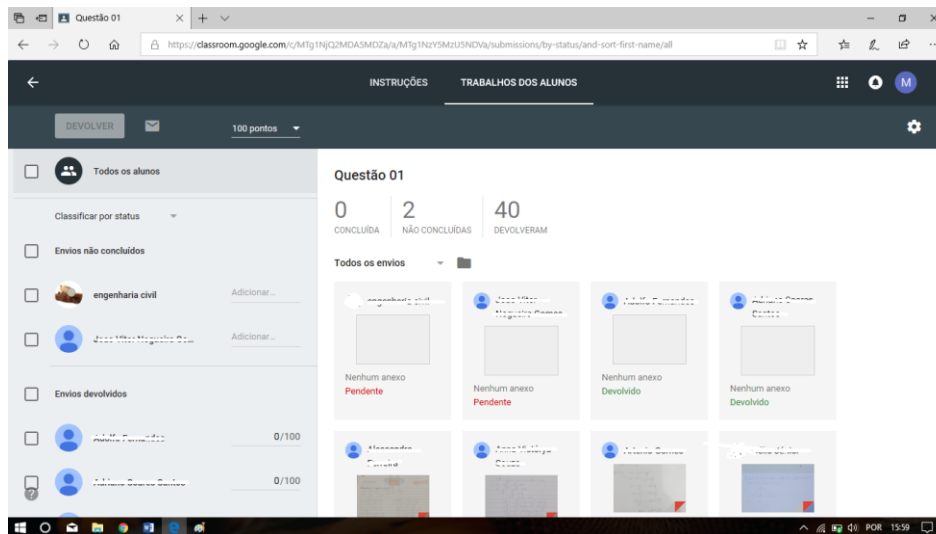 Questão 01
https://classroom.google.com/c/MTg1NjQ2MDA5MDZa/a/MTg1NzY5MzU5NDVa/submissions/by-status/and-sort-first-name/all
INSTRUÇÕES TRABALHOS DOS ALUNOS
M
DEVOLVER 100 pontos
Todos os alunos
Classificar por status
Envios não concluídos
engenharia civil Adicionar...
Adicionar...
Envios devolvidos
0/100
0/100
Questão 01
0 2 40
CONCLUÍDA NÃO CONCLUÍDAS DEVOLVERAM
Todos os envios
Nenhum anexo Nenhum anexo Nenhum anexo Nenhum anexo
Pendente Pendente Devolvido Devolvido
POR 15:59